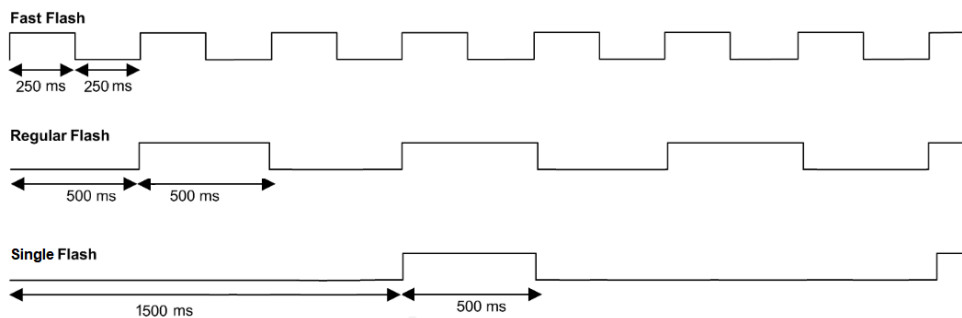 Fast Flash
250 ms 250 ms
Regular Flash
500 ms 500 ms
Single Flash
1500 ms 500 ms